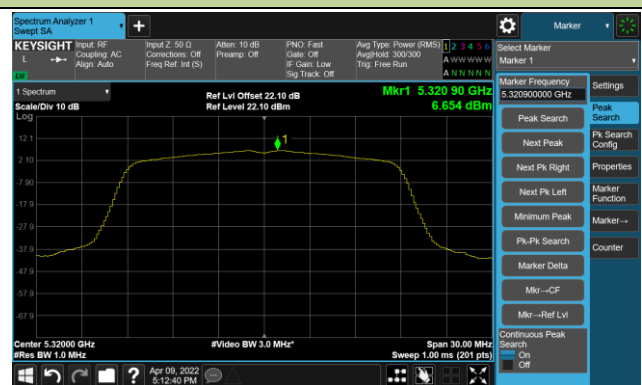 Spectrum Analyzer 1
Swept SA
+
Marker
KEYSIGHT
L
LV
Input: RF
Coupling: AC
Align: Auto
Input Z: 50 Ω
Corrections: Off
Freq Ref: Int (S)
Atten: 10 dB
Preamp: Off
PNO: Fast
Gate: Off
IF Gain: Low
Sig Track: Off
Avg Type: Power (RMS)
Avg|Hold: 300/300
Trig: Free Run
1 2 3 4 5 6
A W W W W W
A N N N N N
Select Marker
Marker 1
1 Spectrum
Scale/Div 10 dB
Log
Ref Lvl Offset 22.10 dB
Ref Level 22.10 dBm
Mkr1 5.320 90 GHz
6.654 dBm
1
12.1
2.10
-7.90
-17.9
-27.9
-37.9
-47.9
-57.9
-67.9
Center 5.32000 GHz
#Res BW 1.0 MHz
#Video BW 3.0 MHz*
Span 30.00 MHz
Sweep 1.00 ms (201 pts)
Marker Frequency
5.320900000 GHz
Peak Search
Next Peak
Next Pk Right
Next Pk Left
Minimum Peak
Pk-Pk Search
Marker Delta
Mkr→CF
Mkr→Ref Lvl
Continuous Peak
Search
On
Off
Settings
Peak
Search
Pk Search
Config
Properties
Marker
Function
Marker→
Counter
?
Apr 09, 2022
5:12:40 PM